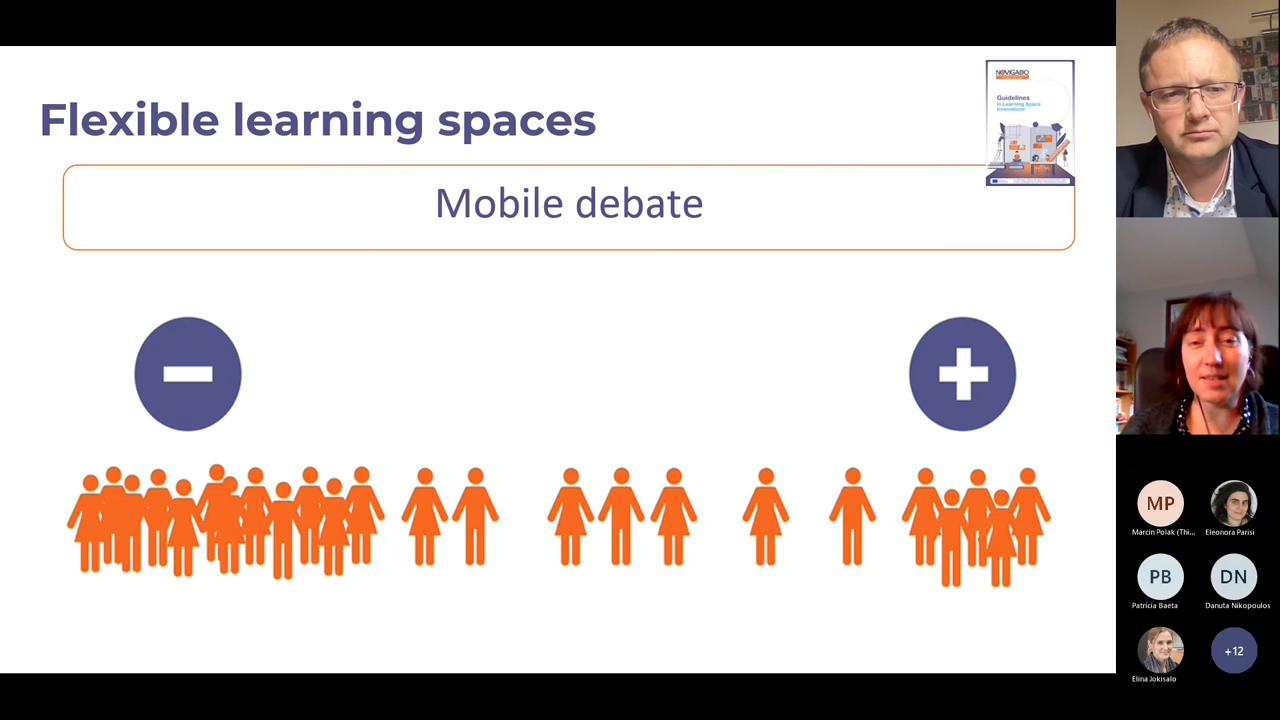 Flexible learning spaces
NOVIGADO
Guidelines
in Learning Space
Innovations
Mobile debate
MP
Marcin Polak (Thi...
Eleonora Parisi
PB
DN
Patrícia Baeta
Danuta Nikopoulos
+12
Elina Jokisalo